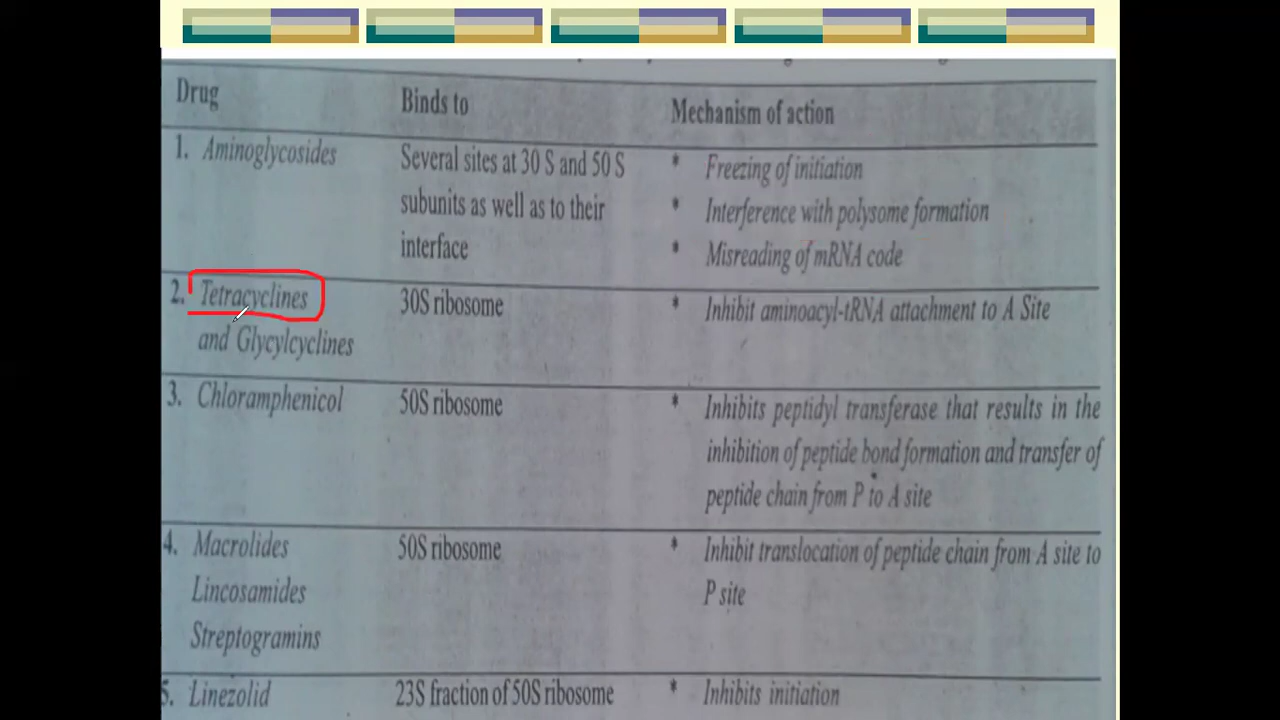 Drug Binds to Mechanism of action
1. Aminoglycosides Several sites at 30 S and 50 S * Freezing of initiation
subunits as well as to their * Interference with polysome formation
interface * Misreading of mRNA code
2. Tetracyclines 30S ribosome * Inhibit aminoacyl-tRNA attachment to A Site
and Glycylcyclines
3. Chloramphenicol 50S ribosome * Inhibits peptidyl transferase that results in the
inhibition of peptide bond formation and transfer of
peptide chain from P to A site
4. Macrolides 50S ribosome * Inhibit translocation of peptide chain from A site to
Lincosamides P site
Streptogramins
5. Linezolid 23S fraction of 50S ribosome * Inhibits initiation